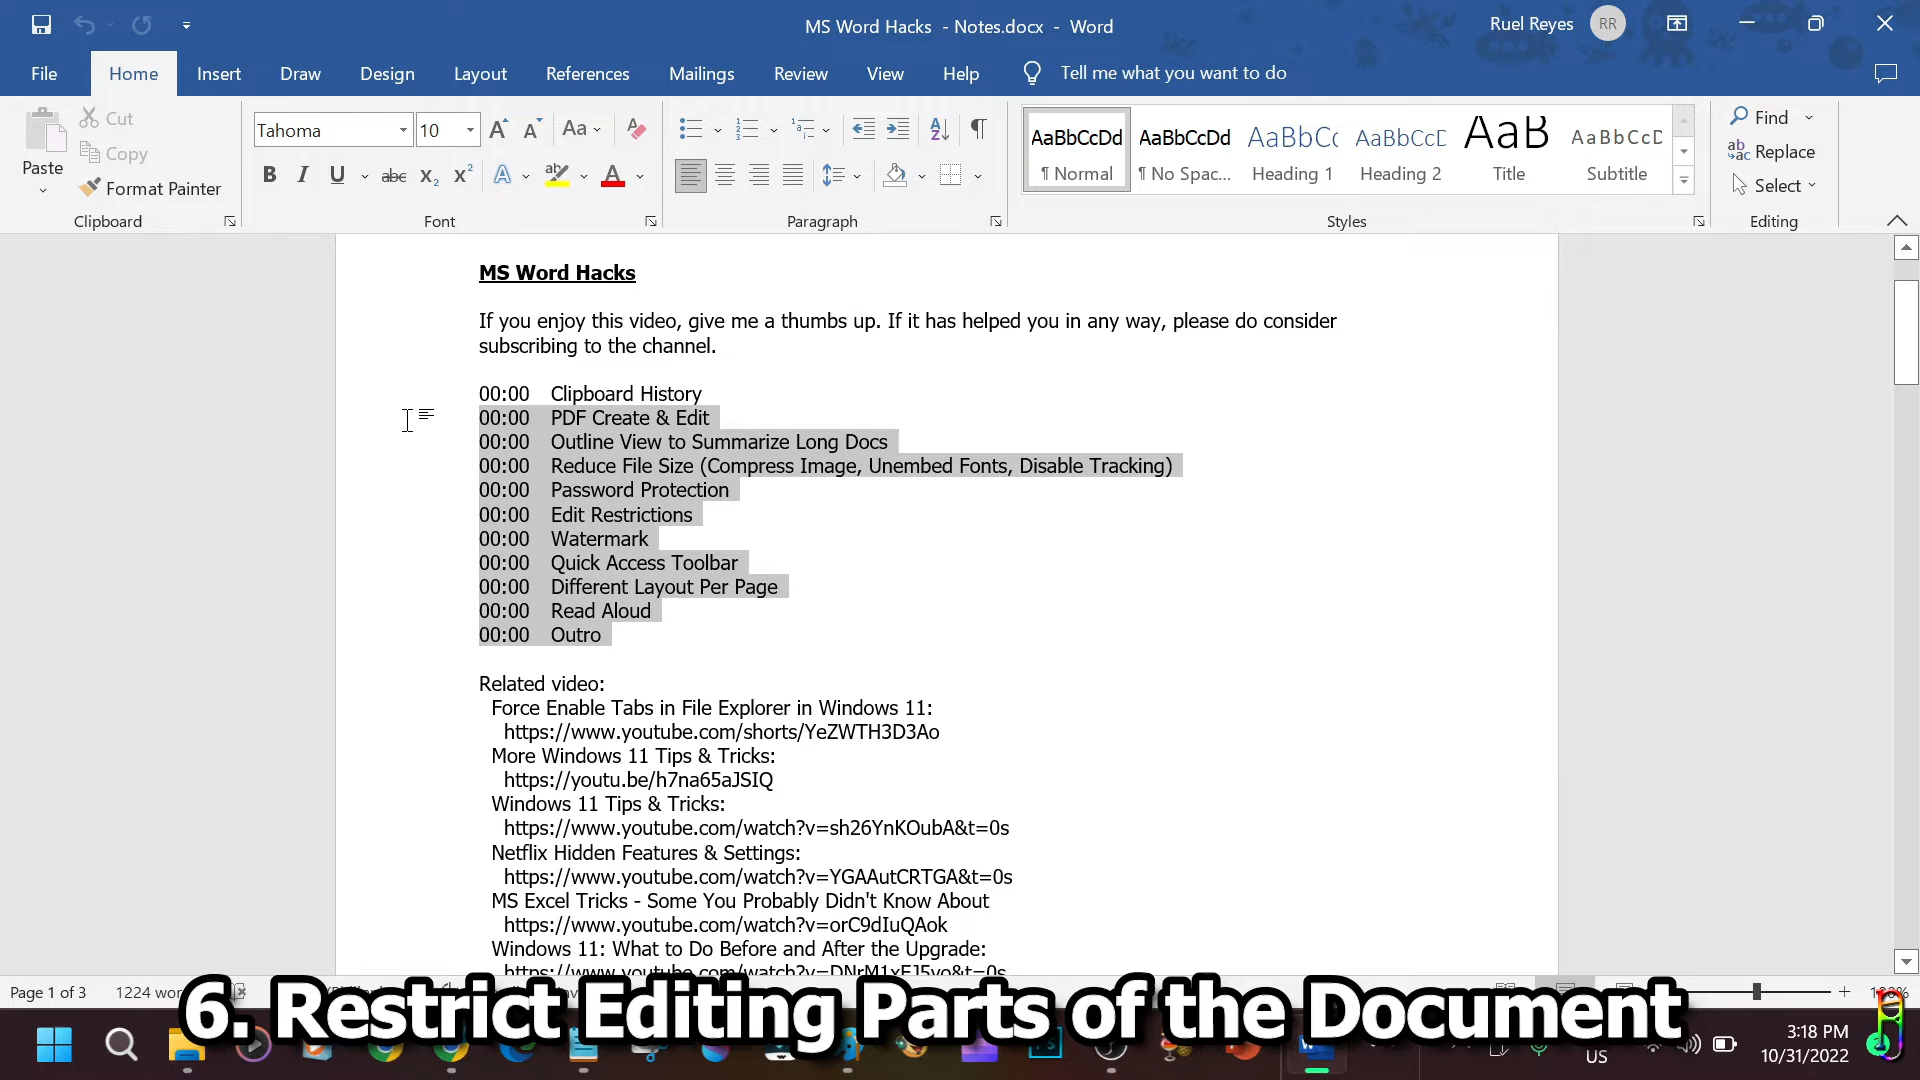 MS Word Hacks - Notes.docx - Word
Ruel Reyes RR
File Home Insert Draw Design Layout References Mailings Review View Help Tell me what you want to do
Paste
Cut
Copy
Format Painter
Clipboard
Tahoma 10
Font
Paragraph
AaBbCcDd AaBbCcDd AaBbCc AaBbCcD AaB AaBbCcD
¶ Normal ¶ No Spac... Heading 1 Heading 2 Title Subtitle
Styles
Find
Replace
Select
Editing
MS Word Hacks
If you enjoy this video, give me a thumbs up. If it has helped you in any way, please do consider
subscribing to the channel.
00:00 Clipboard History
00:00 PDF Create & Edit
00:00 Outline View to Summarize Long Docs
00:00 Reduce File Size (Compress Image, Unembed Fonts, Disable Tracking)
00:00 Password Protection
00:00 Edit Restrictions
00:00 Watermark
00:00 Quick Access Toolbar
00:00 Different Layout Per Page
00:00 Read Aloud
00:00 Outro
Related video:
Force Enable Tabs in File Explorer in Windows 11:
https://www.youtube.com/shorts/YeZWTH3D3Ao
More Windows 11 Tips & Tricks:
https://youtu.be/h7na65aJSIQ
Windows 11 Tips & Tricks:
https://www.youtube.com/watch?v=sh26YnKOubA&t=0s
Netflix Hidden Features & Settings:
https://www.youtube.com/watch?v=YGAAutCRTGA&t=0s
MS Excel Tricks - Some You Probably Didn't Know About
https://www.youtube.com/watch?v=orC9dIuQAok
Windows 11: What to Do Before and After the Upgrade:
Page 1 of 3 1224
6. Restrict Editing Parts of the Document
US
3:18 PM
10/31/2022